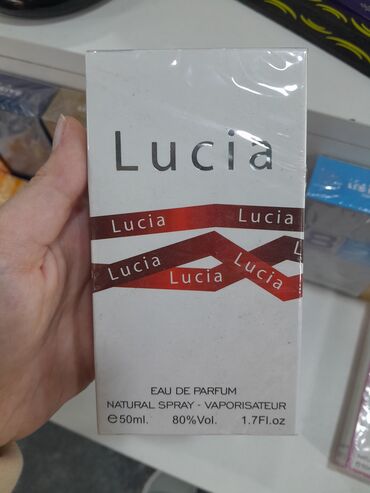 Lucia
Lucia Lucia
L
Lucia Lucia Lucia
EAU DE PARFUM
NATURAL SPRAY - VAPORISATEUR
℮50ml. 80%Vol. 1.7Fl.oz